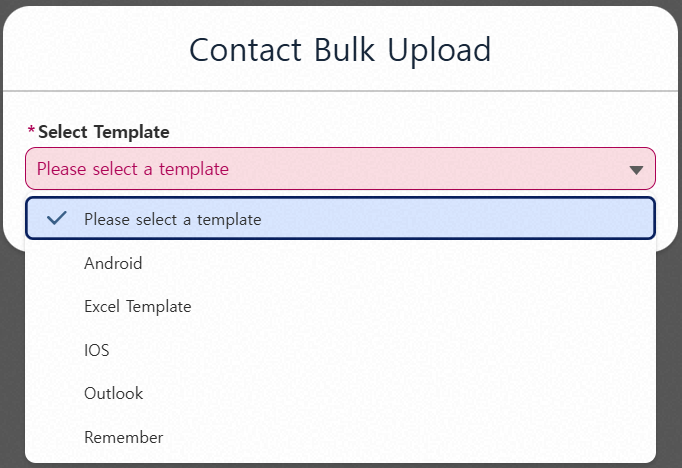 Contact Bulk Upload
*Select Template
Please select a template
Please select a template
Android
Excel Template
IOS
Outlook
Remember